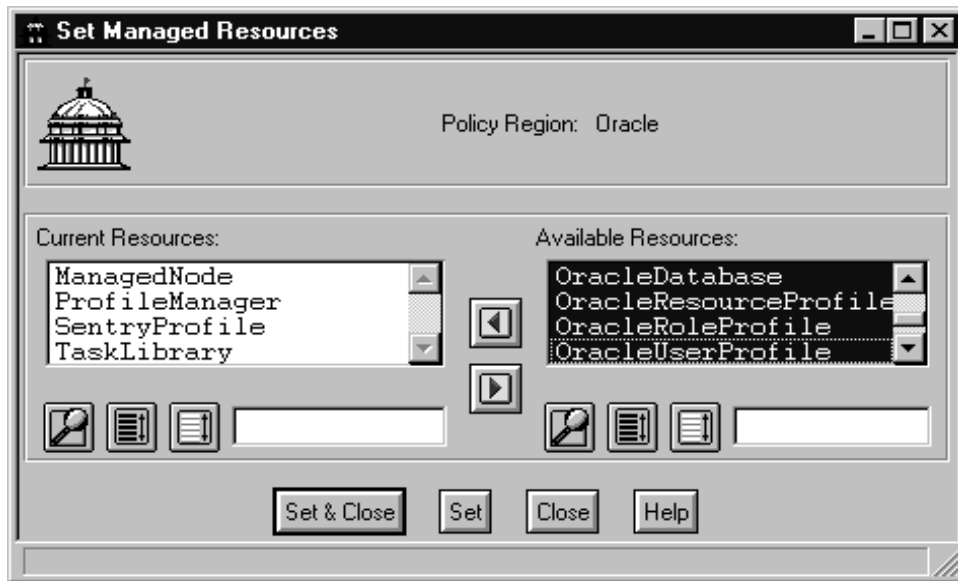 Set Managed Resources
Policy Region: Oracle
Current Resources:
ManagedNode
ProfileManager
SentryProfile
TaskLibrary
Available Resources:
OracleDatabase
OracleResourceProfile
OracleRoleProfile
OracleUserProfile
Set & Close
Set
Close
Help